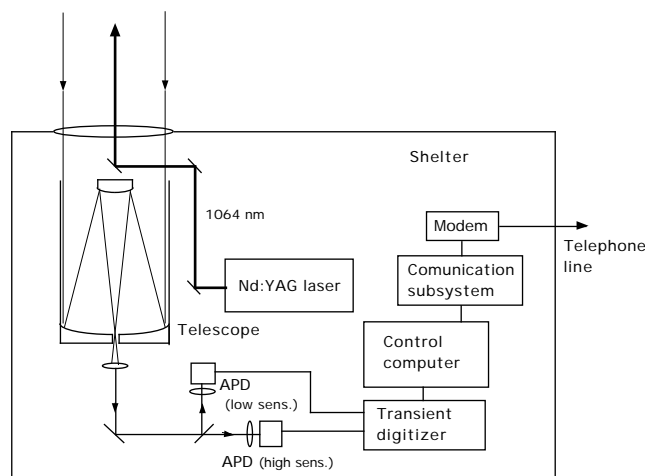 Shelter
1064 nm
Modem
Telephone
line
Comunication
subsystem
Nd:YAG laser
Telescope
Control
computer
APD
(low sens.)
Transient
digitizer
APD (high sens.)